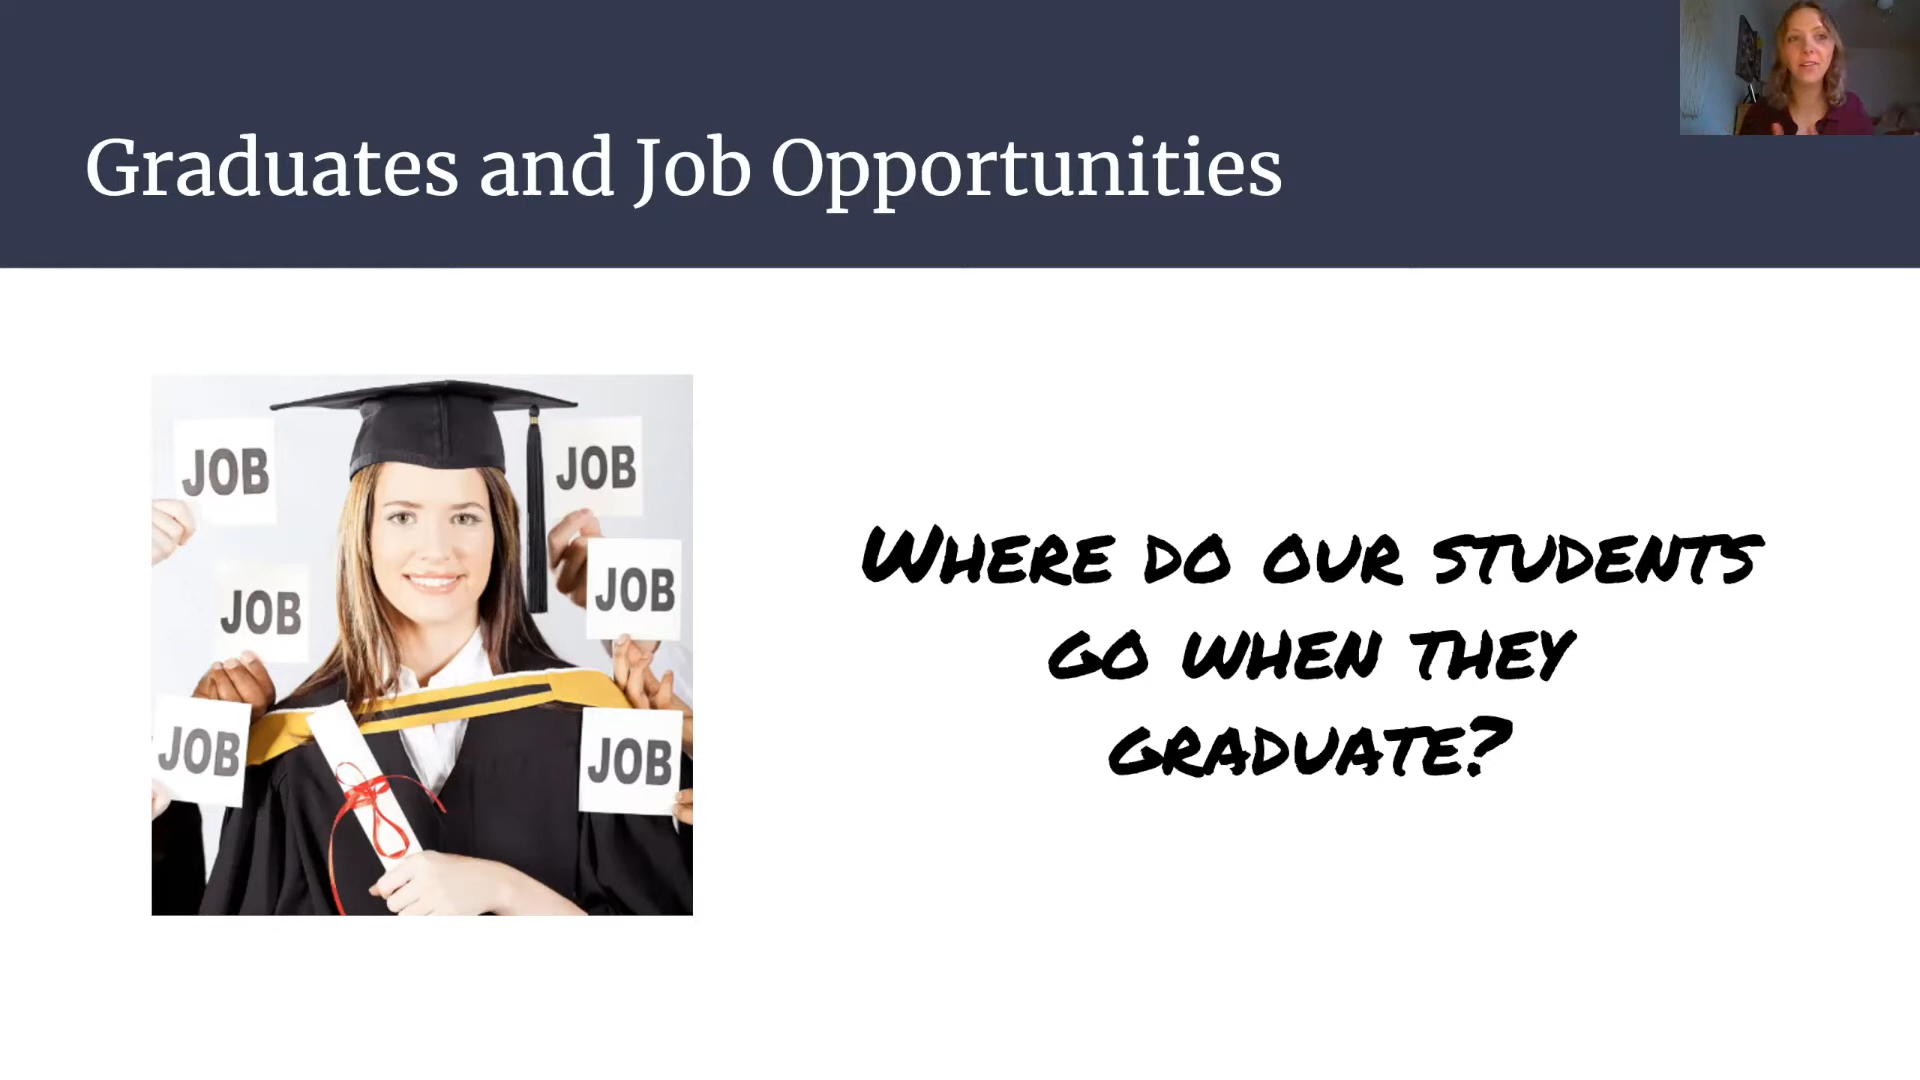 Graduates and Job Opportunities
JOB
JOB
JOB
JOB
JOB
JOB
WHERE DO OUR STUDENTS
GO WHEN THEY
GRADUATE?